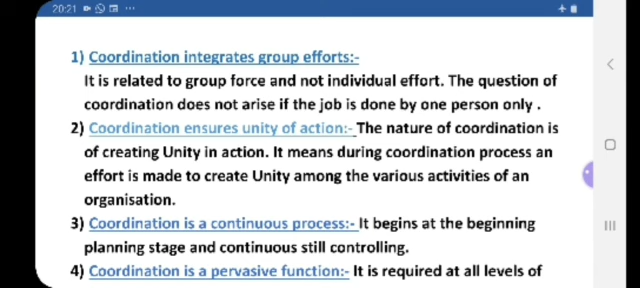 20:21
1) Coordination integrates group efforts:-
It is related to group force and not individual effort. The question of
coordination does not arise if the job is done by one person only .
2) Coordination ensures unity of action:- The nature of coordination is
of creating Unity in action. It means during coordination process an
effort is made to create Unity among the various activities of an
organisation.
3) Coordination is a continuous process:- It begins at the beginning
planning stage and continuous still controlling.
4) Coordination is a pervasive function:- It is required at all levels of